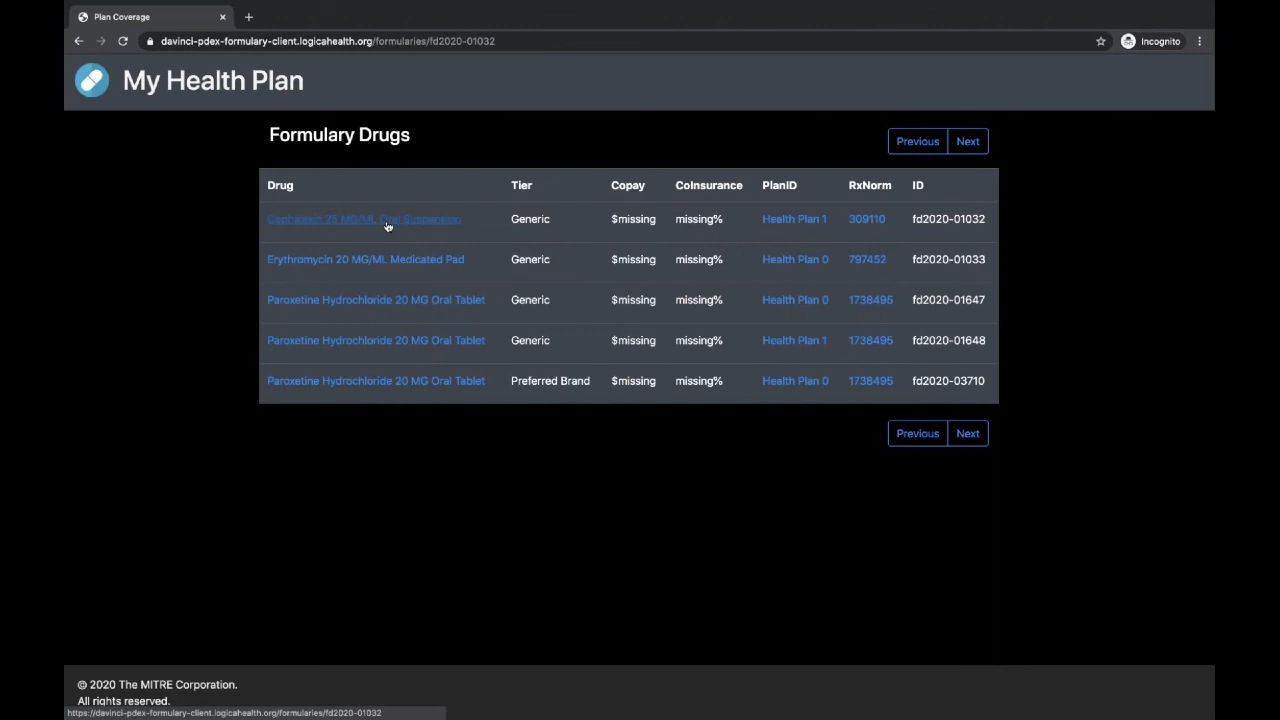 Plan Coverage
davinci-pdex-formulary-client.logicahealth.org/formularies/fd2020-01032
Incognito
My Health Plan
Formulary Drugs
Previous Next
Drug Tier Copay CoInsurance PlanID RxNorm ID
Cephalexin 25 MG/ML Oral Suspension Generic $missing missing% Health Plan 1 309110 fd2020-01032
Erythromycin 20 MG/ML Medicated Pad Generic $missing missing% Health Plan 0 797452 fd2020-01033
Paroxetine Hydrochloride 20 MG Oral Tablet Generic $missing missing% Health Plan 0 1738495 fd2020-01647
Paroxetine Hydrochloride 20 MG Oral Tablet Generic $missing missing% Health Plan 1 1738495 fd2020-01648
Paroxetine Hydrochloride 20 MG Oral Tablet Preferred Brand $missing missing% Health Plan 0 1738495 fd2020-03710
Previous Next
© 2020 The MITRE Corporation.
All rights reserved.
https://davinci-pdex-formulary-client.logicahealth.org/formularies/fd2020-01032